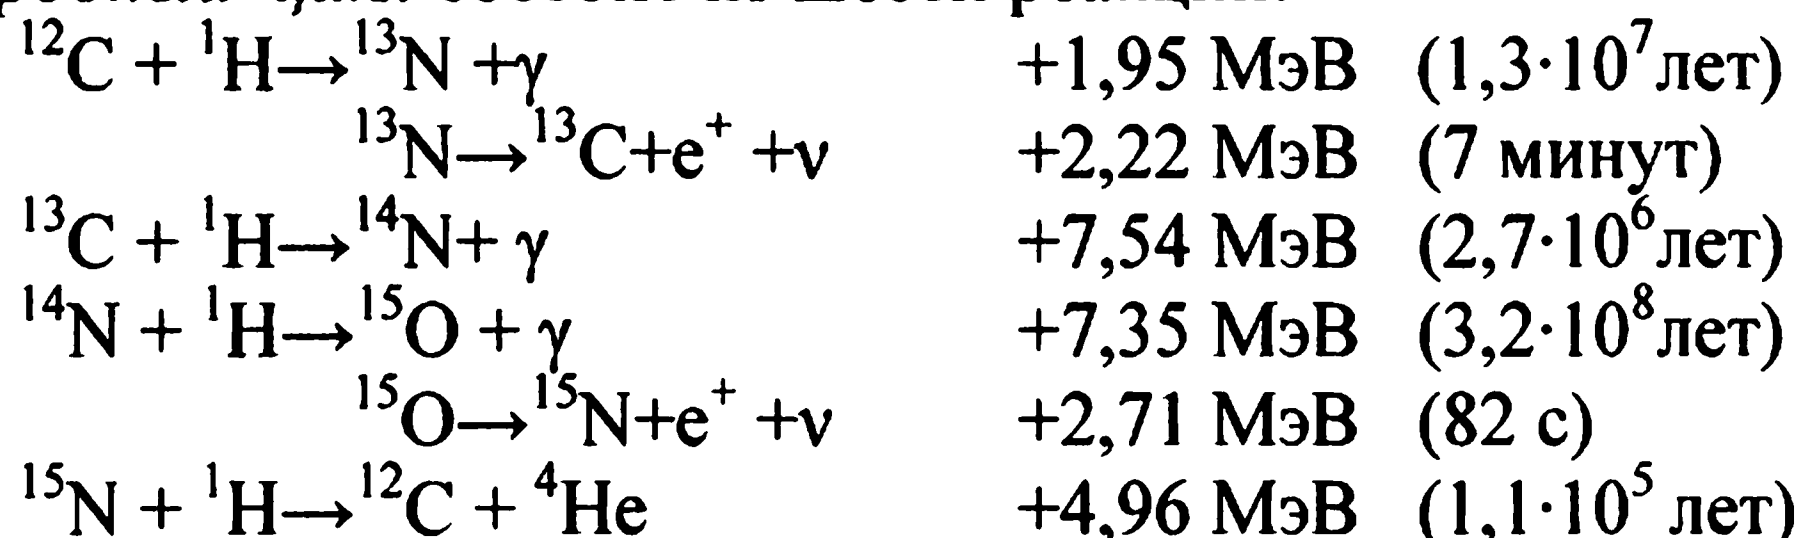 ¹²C + ¹H→¹³N +γ +1,95 МэВ (1,3·10⁷лет)
¹³N→¹³C+e⁺ +ν +2,22 МэВ (7 минут)
¹³C + ¹H→¹⁴N+ γ +7,54 МэВ (2,7·10⁶лет)
¹⁴N + ¹H→¹⁵O + γ +7,35 МэВ (3,2·10⁸лет)
¹⁵O→¹⁵N+e⁺ +ν +2,71 МэВ (82 с)
¹⁵N + ¹H→¹²C + ⁴He +4,96 МэВ (1,1·10⁵ лет)